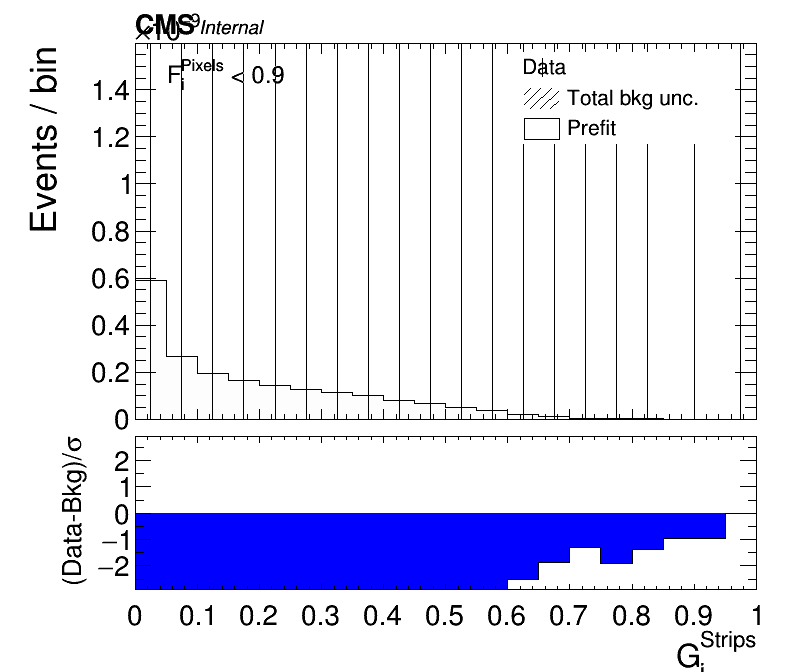 CMS Internal
×10⁻⁹
Events / bin
F_i^Pixels < 0.9
Data
Total bkg unc.
Prefit
1.4
1.2
1
0.8
0.6
0.4
0.2
0
(Data-Bkg)/σ
2
1
0
−1
−2
0 0.1 0.2 0.3 0.4 0.5 0.6 0.7 0.8 0.9 1
G_i^Strips